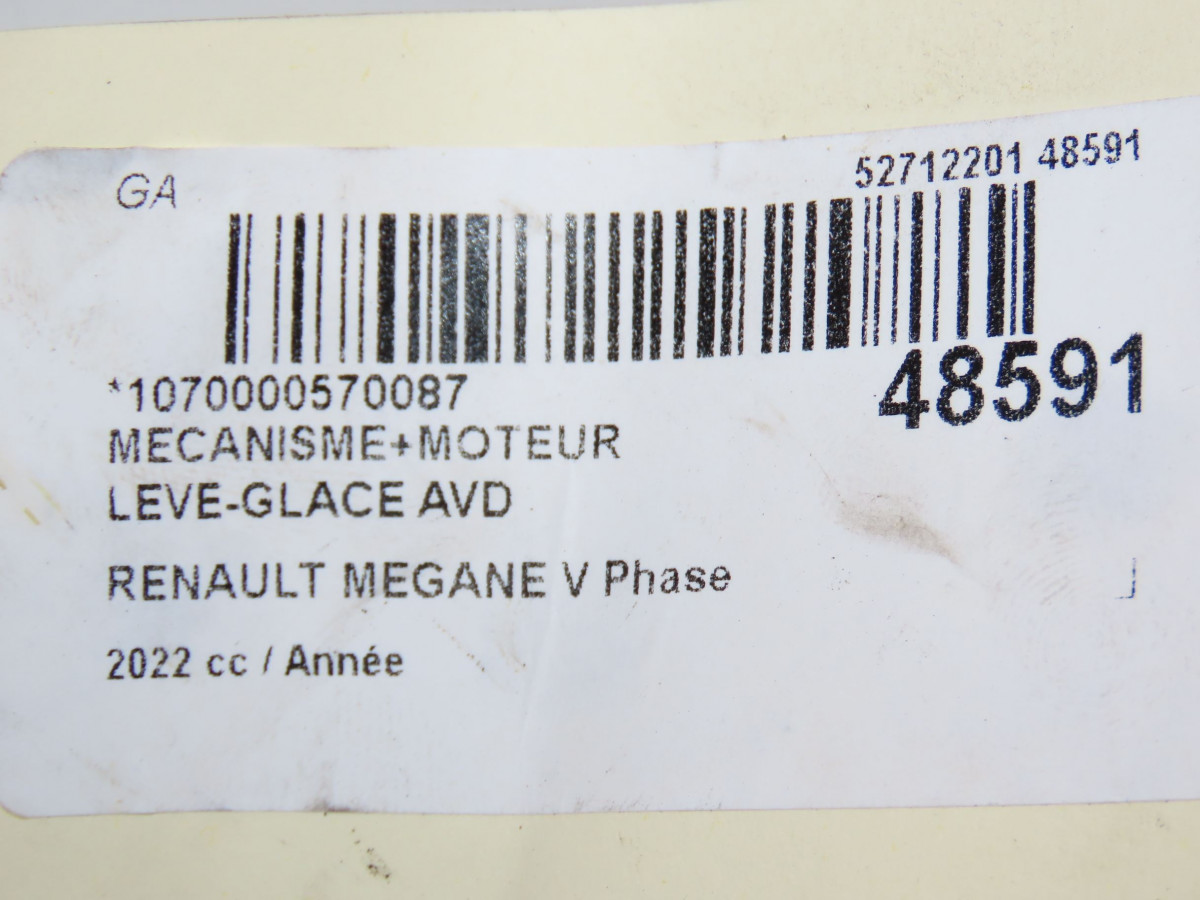 GA
52712201 48591
48591
*1070000570087
MECANISME+MOTEUR
LEVE-GLACE AVD
RENAULT MEGANE V Phase
2022 cc / Année